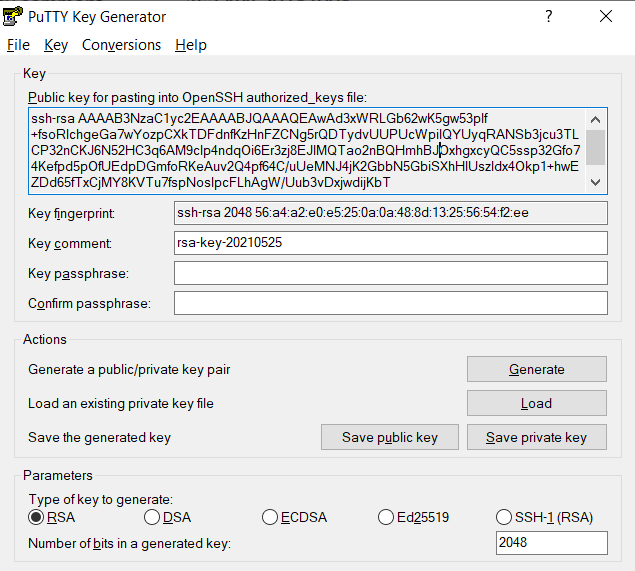 PuTTY Key Generator
File Key Conversions Help
Key
Public key for pasting into OpenSSH authorized_keys file:
ssh-rsa AAAAB3NzaC1yc2EAAAABJQAAAQEAwAd3xWRLGb62wK5gw53plf
+fsoRlchgeGa7wYozpCXkTDFdnfKzHnFZCNg5rQDTydvUUPUcWpilQYUyqRANSb3jcu3TL
CP32nCKJ6N52HC3q6AM9clp4ndqOi6Er3zj8EJlMQTao2nBQHmhBJOxhgxcyQC5ssp32Gfo7
4Kefpd5pOfUEdpDGmfoRKeAuv2Q4pf64C/uUeMNJ4jK2GbbN5GbiSXhHIUszldx4Okp1+hwE
ZDd65fTxCjMY8KVTu7fspNoslpcFLhAgW/Uub3vDxjwdijKbT
Key fingerprint: ssh-rsa 2048 56:a4:a2:e0:e5:25:0a:0a:48:8d:13:25:56:54:f2:ee
Key comment: rsa-key-20210525
Key passphrase:
Confirm passphrase:
Actions
Generate a public/private key pair Generate
Load an existing private key file Load
Save the generated key Save public key Save private key
Parameters
Type of key to generate:
RSA DSA ECDSA Ed25519 SSH-1 (RSA)
Number of bits in a generated key: 2048